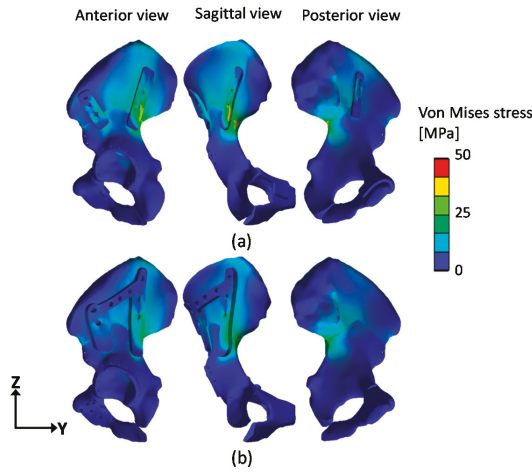 Anterior view Sagittal view Posterior view
Von Mises stress
[MPa]
50
25
0
(a)
Z
Y
(b)